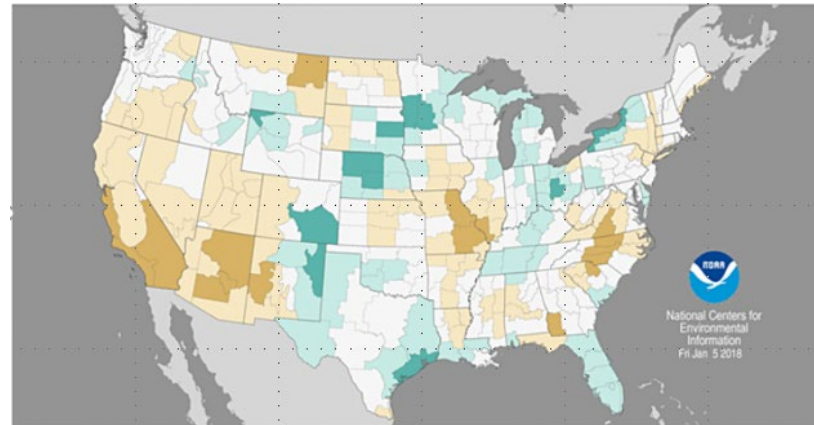 NOAA
National Centers for
Environmental
Information
Fri Jan 5 2018